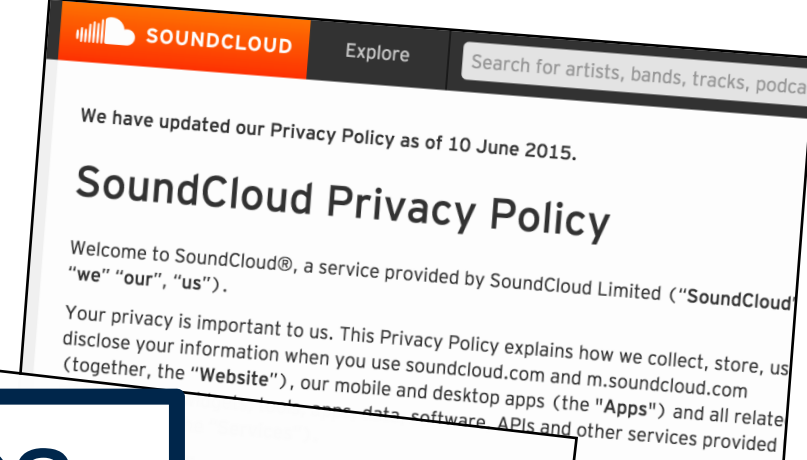 SOUNDCLOUD Explore Search for artists, bands, tracks, podca
We have updated our Privacy Policy as of 10 June 2015.
SoundCloud Privacy Policy
Welcome to SoundCloud®, a service provided by SoundCloud Limited ("SoundCloud"
"we" "our", "us").
Your privacy is important to us. This Privacy Policy explains how we collect, store, us
disclose your information when you use soundcloud.com and m.soundcloud.com
(together, the "Website"), our mobile and desktop apps (the "Apps") and all relate
data, software, APIs and other services provided